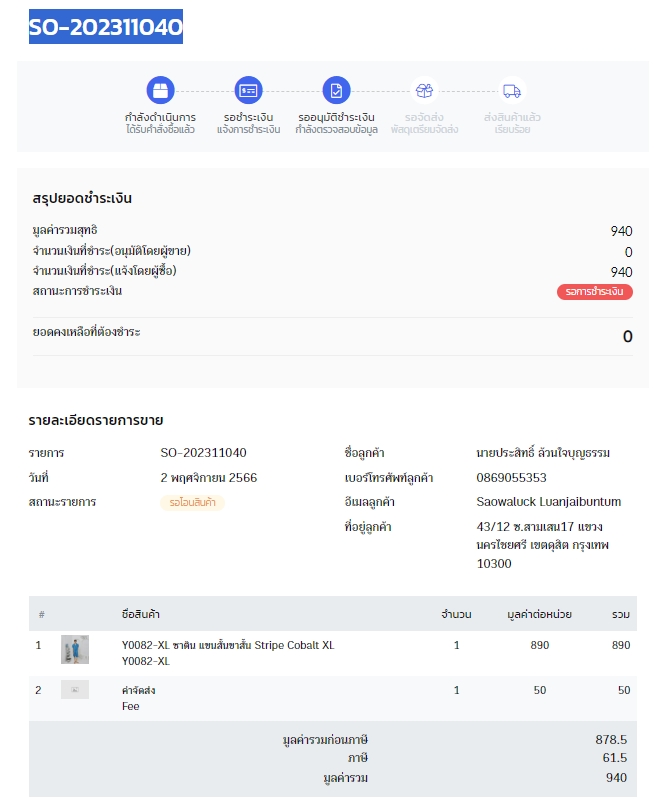 SO-202311040
กำลังดำเนินการ
ได้รับคำสั่งซื้อแล้ว
รอชำระเงิน
แจ้งการชำระเงิน
รออนุมัติชำระเงิน
กำลังตรวจสอบข้อมูล
รอจัดส่ง
พัสดุเตรียมจัดส่ง
ส่งสินค้าแล้ว
เรียบร้อย
สรุปยอดชำระเงิน
มูลค่ารวมสุทธิ 940
จำนวนเงินที่ชำระ(อนุมัติโดยผู้ขาย) 0
จำนวนเงินที่ชำระ(แจ้งโดยผู้ซื้อ) 940
สถานะการชำระเงิน รอการชำระเงิน
ยอดคงเหลือที่ต้องชำระ 0
รายละเอียดรายการขาย
รายการ SO-202311040
วันที่ 2 พฤศจิกายน 2566
สถานะรายการ รอโอนสินค้า
ชื่อลูกค้า นายประสิทธิ์ ล้วนใจบุญธรรม
เบอร์โทรศัพท์ลูกค้า 0869055353
อีเมลลูกค้า Saowaluck Luanjaibuntum
ที่อยู่ลูกค้า 43/12 ซ.สามเสน17 แขวง
นครไชยศรี เขตดุสิต กรุงเทพ
10300
# ชื่อสินค้า จำนวน มูลค่าต่อหน่วย รวม
1 Y0082-XL ซาติน แขนสั้นขาสั้น Stripe Cobalt XL 1 890 890
Y0082-XL
2 ค่าจัดส่ง 1 50 50
Fee
มูลค่ารวมก่อนภาษี 878.5
ภาษี 61.5
มูลค่ารวม 940